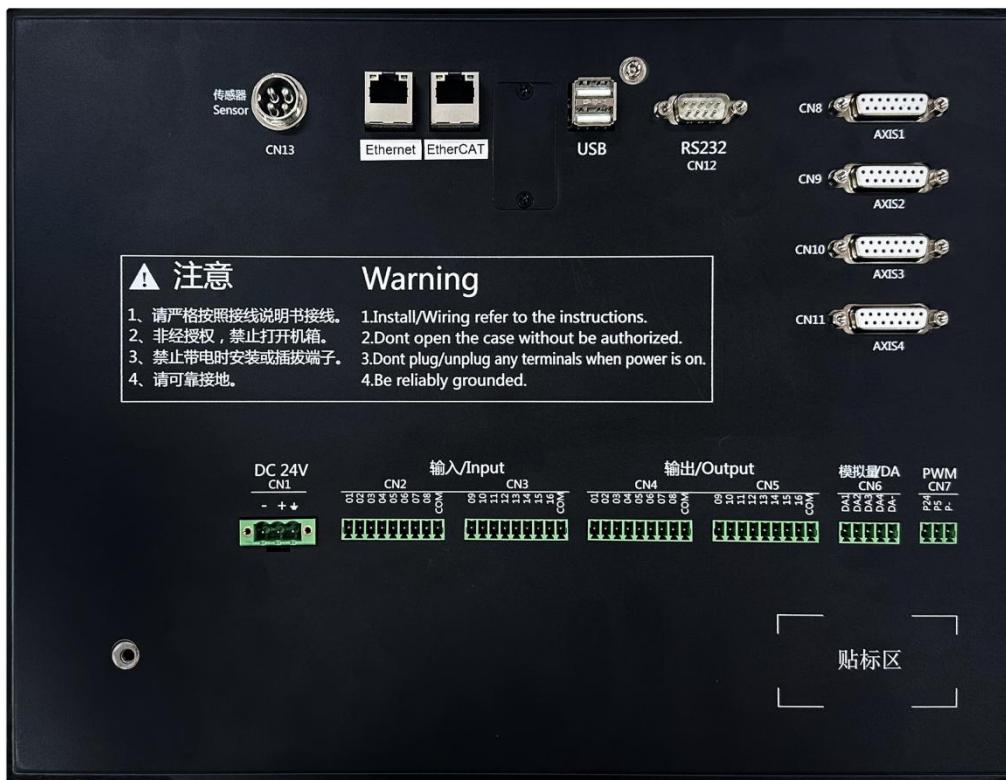 传感器
Sensor
CN13
Ethernet
EtherCAT
USB
RS232
CN12
CN8
AXIS1
CN9
AXIS2
CN10
AXIS3
CN11
AXIS4
注意
1、请严格按照接线说明书接线。
2、非经授权，禁止打开机箱。
3、禁止带电时安装或插拔端子。
4、请可靠接地。
Warning
1.Install/Wiring refer to the instructions.
2.Dont open the case without be authorized.
3.Dont plug/unplug any terminals when power is on.
4.Be reliably grounded.
DC 24V
CN1
- +
输入/Input
CN2
01 02 03 04 05 06 07 08 COM
CN3
09 10 11 12 13 14 15 16 COM
输出/Output
CN4
01 02 03 04 05 06 07 08 COM
CN5
09 10 11 12 13 14 15 16 COM
模拟量/DA
CN6
DA1 DA2 DA3 DA4 DA-
PWM
CN7
P24 P5 P-
贴标区